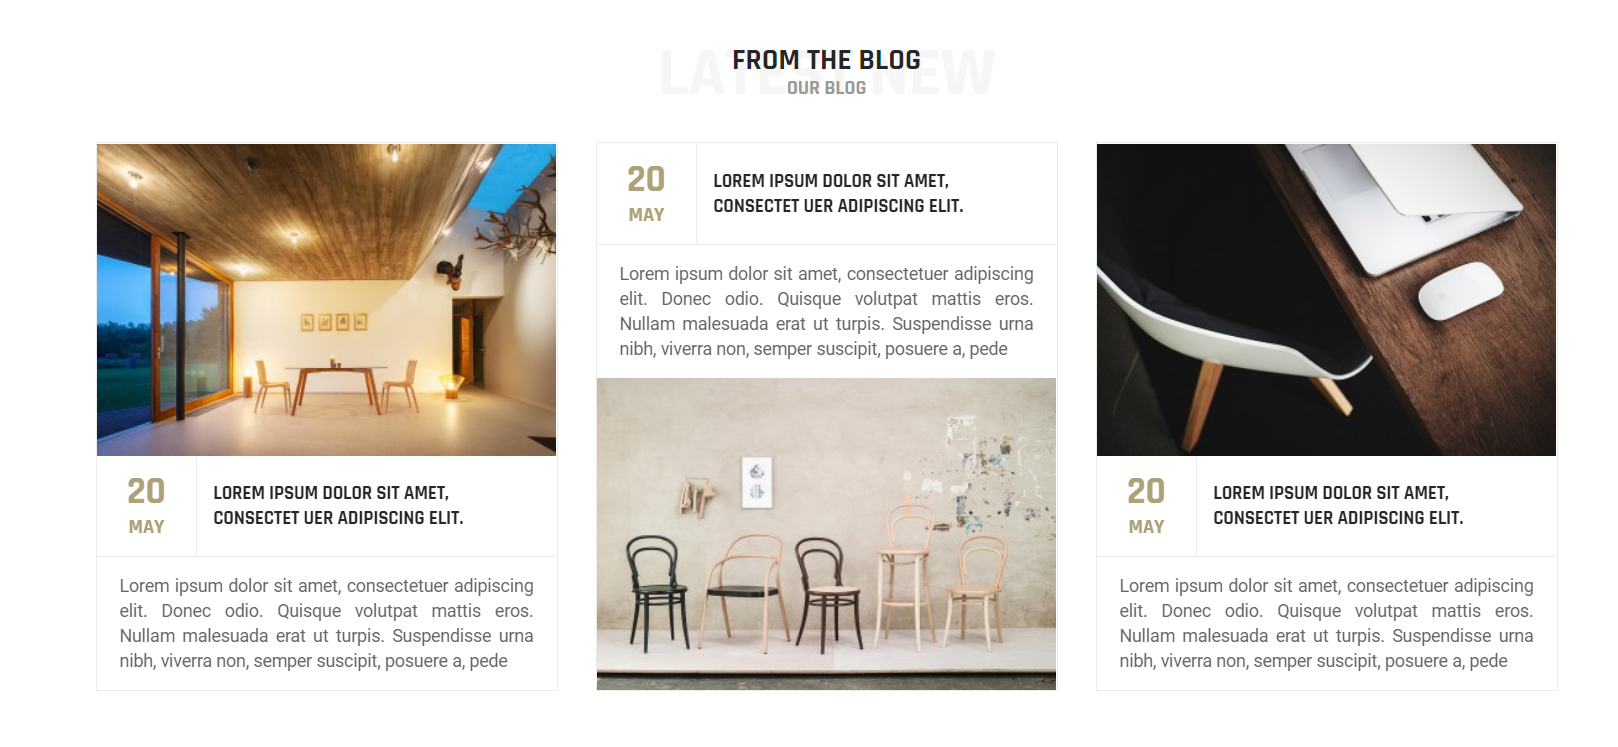 LATEST NEW
FROM THE BLOG
OUR BLOG
20
MAY
LOREM IPSUM DOLOR SIT AMET,
CONSECTET UER ADIPISCING ELIT.
Lorem ipsum dolor sit amet, consectetuer adipiscing
elit. Donec odio. Quisque volutpat mattis eros.
Nullam malesuada erat ut turpis. Suspendisse urna
nibh, viverra non, semper suscipit, posuere a, pede
20
MAY
LOREM IPSUM DOLOR SIT AMET,
CONSECTET UER ADIPISCING ELIT.
Lorem ipsum dolor sit amet, consectetuer adipiscing
elit. Donec odio. Quisque volutpat mattis eros.
Nullam malesuada erat ut turpis. Suspendisse urna
nibh, viverra non, semper suscipit, posuere a, pede
20
MAY
LOREM IPSUM DOLOR SIT AMET,
CONSECTET UER ADIPISCING ELIT.
Lorem ipsum dolor sit amet, consectetuer adipiscing
elit. Donec odio. Quisque volutpat mattis eros.
Nullam malesuada erat ut turpis. Suspendisse urna
nibh, viverra non, semper suscipit, posuere a, pede